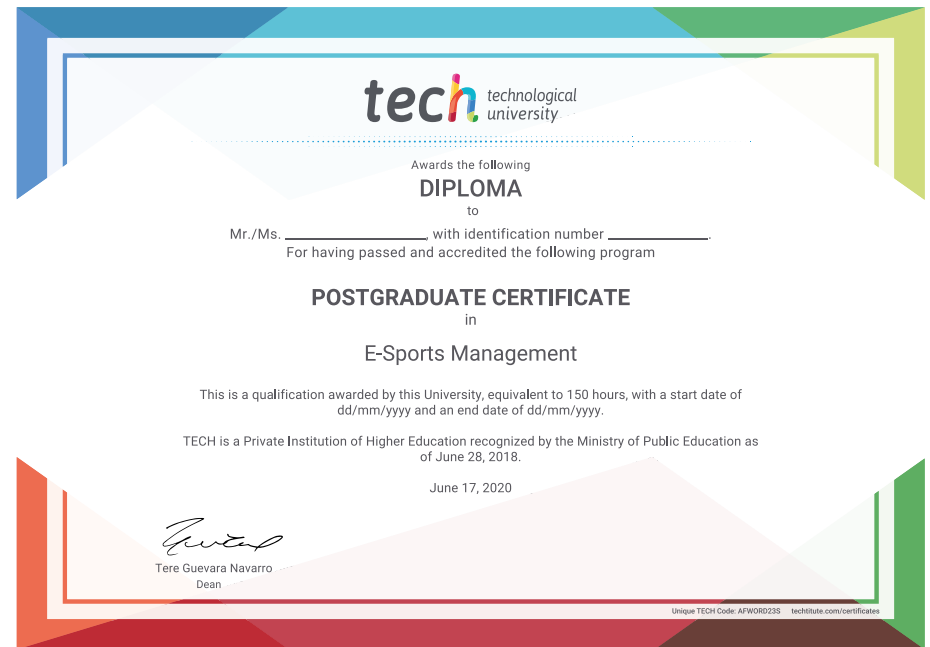 tech technological
university
Awards the following
DIPLOMA
to
Mr./Ms. ____________________, with identification number ______________.
For having passed and accredited the following program
POSTGRADUATE CERTIFICATE
in
E-Sports Management
This is a qualification awarded by this University, equivalent to 150 hours, with a start date of
dd/mm/yyyy and an end date of dd/mm/yyyy.
TECH is a Private Institution of Higher Education recognized by the Ministry of Public Education as
of June 28, 2018.
June 17, 2020
Tere Guevara Navarro
Dean
Unique TECH Code: AFWORD23S techtitute.com/certificates